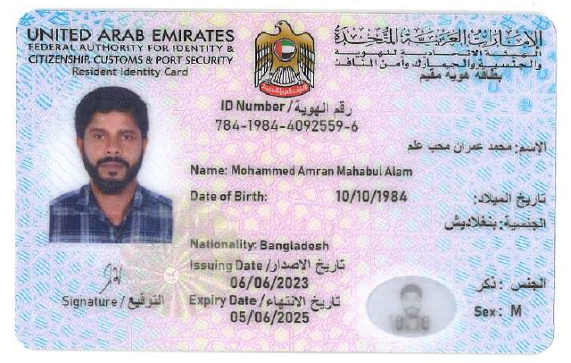 UNITED ARAB EMIRATES
FEDERAL AUTHORITY FOR IDENTITY &
CITIZENSHIP, CUSTOMS & PORT SECURITY
Resident Identity Card
الإمارات العربية المتحدة
الهيئة الاتحادية للهوية
والجنسية والجمارك وأمن المنافذ
بطاقة هوية مقيم
ID Number / رقم الهوية
784-1984-4092559-6
الاسم: محمد عمران محب علم
Name: Mohammed Amran Mahabul Alam
Date of Birth: 10/10/1984 تاريخ الميلاد:
الجنسية: بنغلاديش
Nationality: Bangladesh
Issuing Date / تاريخ الاصدار
06/06/2023
Expiry Date / تاريخ الانتهاء
05/06/2025
الجنس: ذكر
Sex: M
Signature / التوقيع